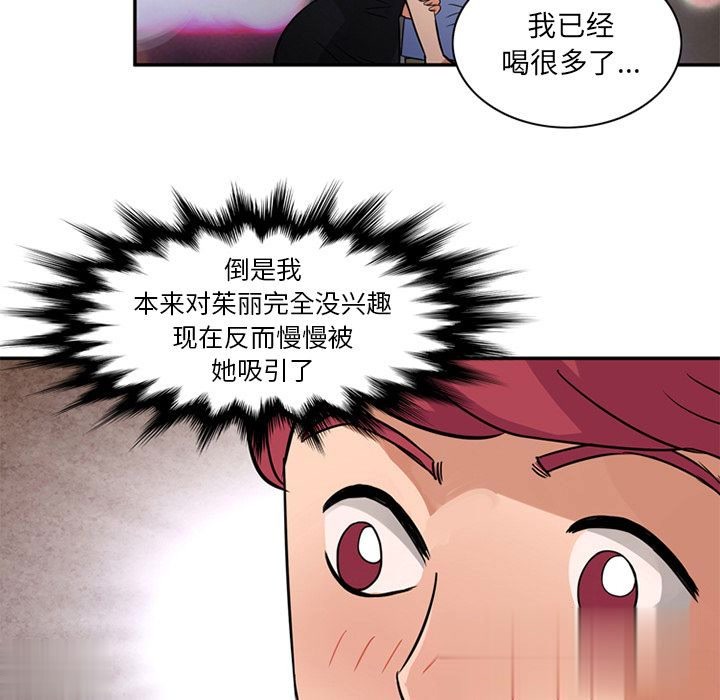 我已经
喝很多了...
倒是我
本来对茱丽完全没兴趣
现在反而慢慢被
她吸引了